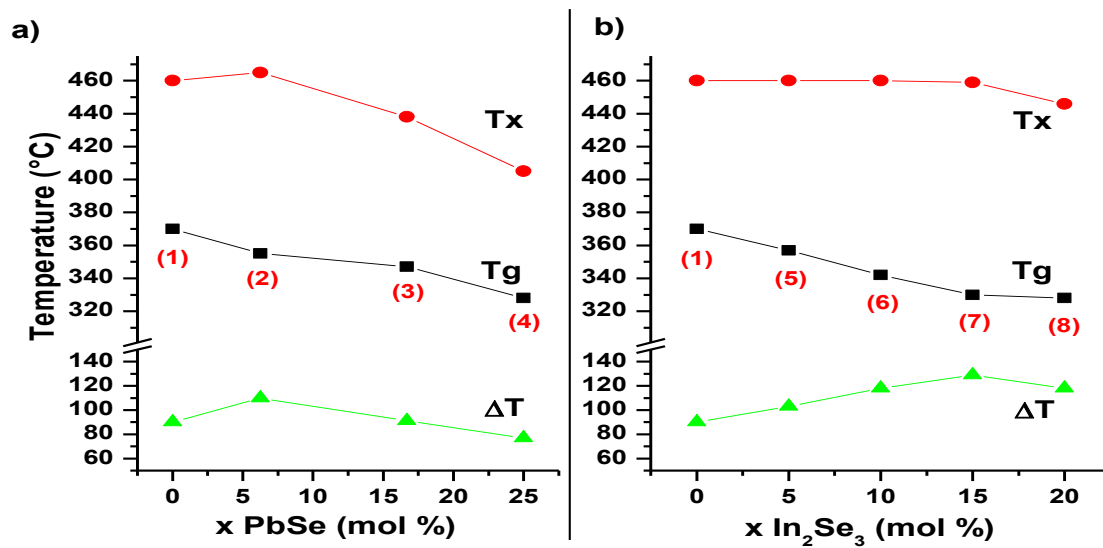 a)
Temperature (°C)
460
440
420
400
380
360
340
320
140
120
100
80
60
Tx
Tg
ΔT
(1)
(2)
(3)
(4)
0 5 10 15 20 25
x PbSe (mol %)
b)
460
440
420
400
380
360
340
320
140
120
100
80
60
Tx
Tg
ΔT
(1)
(5)
(6)
(7)
(8)
0 5 10 15 20
x In₂Se₃ (mol %)